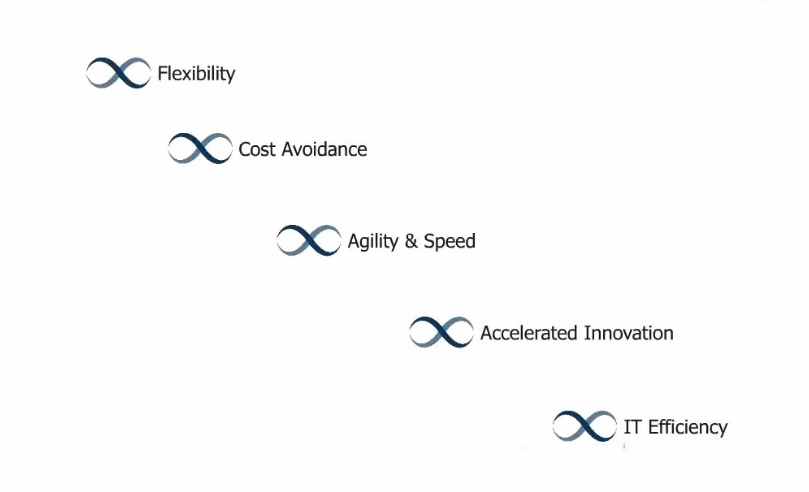 Flexibility
Cost Avoidance
Agility & Speed
Accelerated Innovation
IT Efficiency